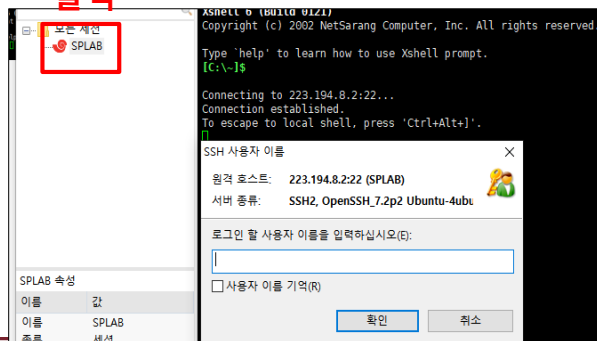 모든 세션
SPLAB
Xshell 6 (Build 0121)
Copyright (c) 2002 NetSarang Computer, Inc. All rights reserved.
Type `help' to learn how to use Xshell prompt.
[C:\~]$
Connecting to 223.194.8.2:22...
Connection established.
To escape to local shell, press 'Ctrl+Alt+]'.
SSH 사용자 이름
원격 호스트: 223.194.8.2:22 (SPLAB)
서버 종류: SSH2, OpenSSH_7.2p2 Ubuntu-4ubu
로그인 할 사용자 이름을 입력하십시오(E):
사용자 이름 기억(R)
확인 취소
SPLAB 속성
이름 값
이름 SPLAB
종류 세션